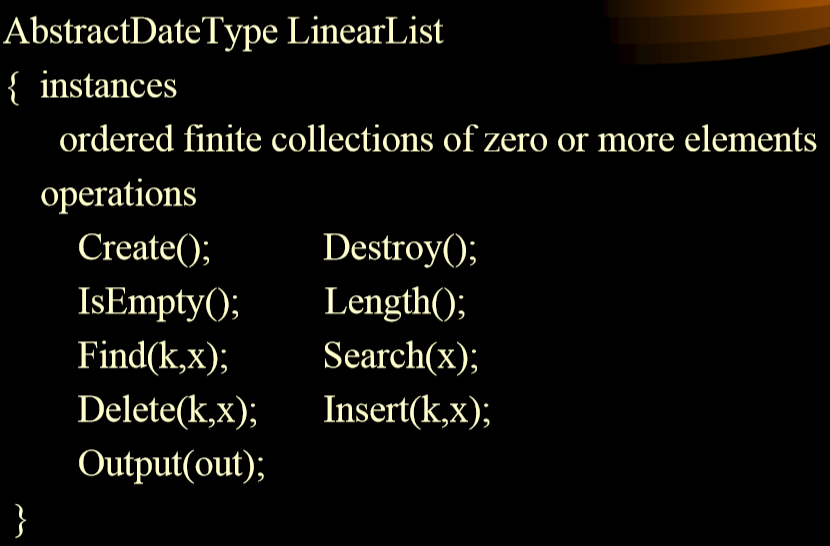 AbstractDateType LinearList
{ instances
ordered finite collections of zero or more elements
operations
Create(); Destroy();
IsEmpty(); Length();
Find(k,x); Search(x);
Delete(k,x); Insert(k,x);
Output(out);
}